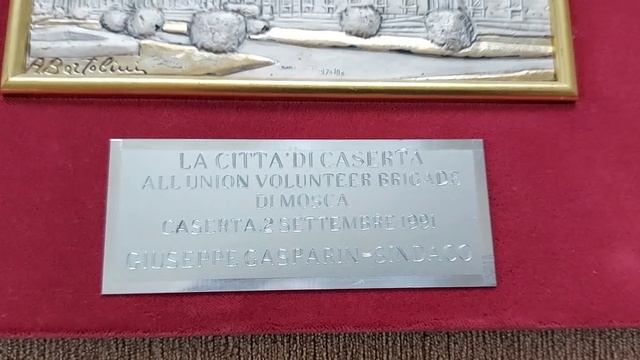 A. Bartolini
LA CITTA' DI CASERTA
ALL UNION VOLUNTEER BRIGADE
DI MOSCA
CASERTA, 2 SETTEMBRE 1991
GIUSEPPE GASPARIN-SINDACO